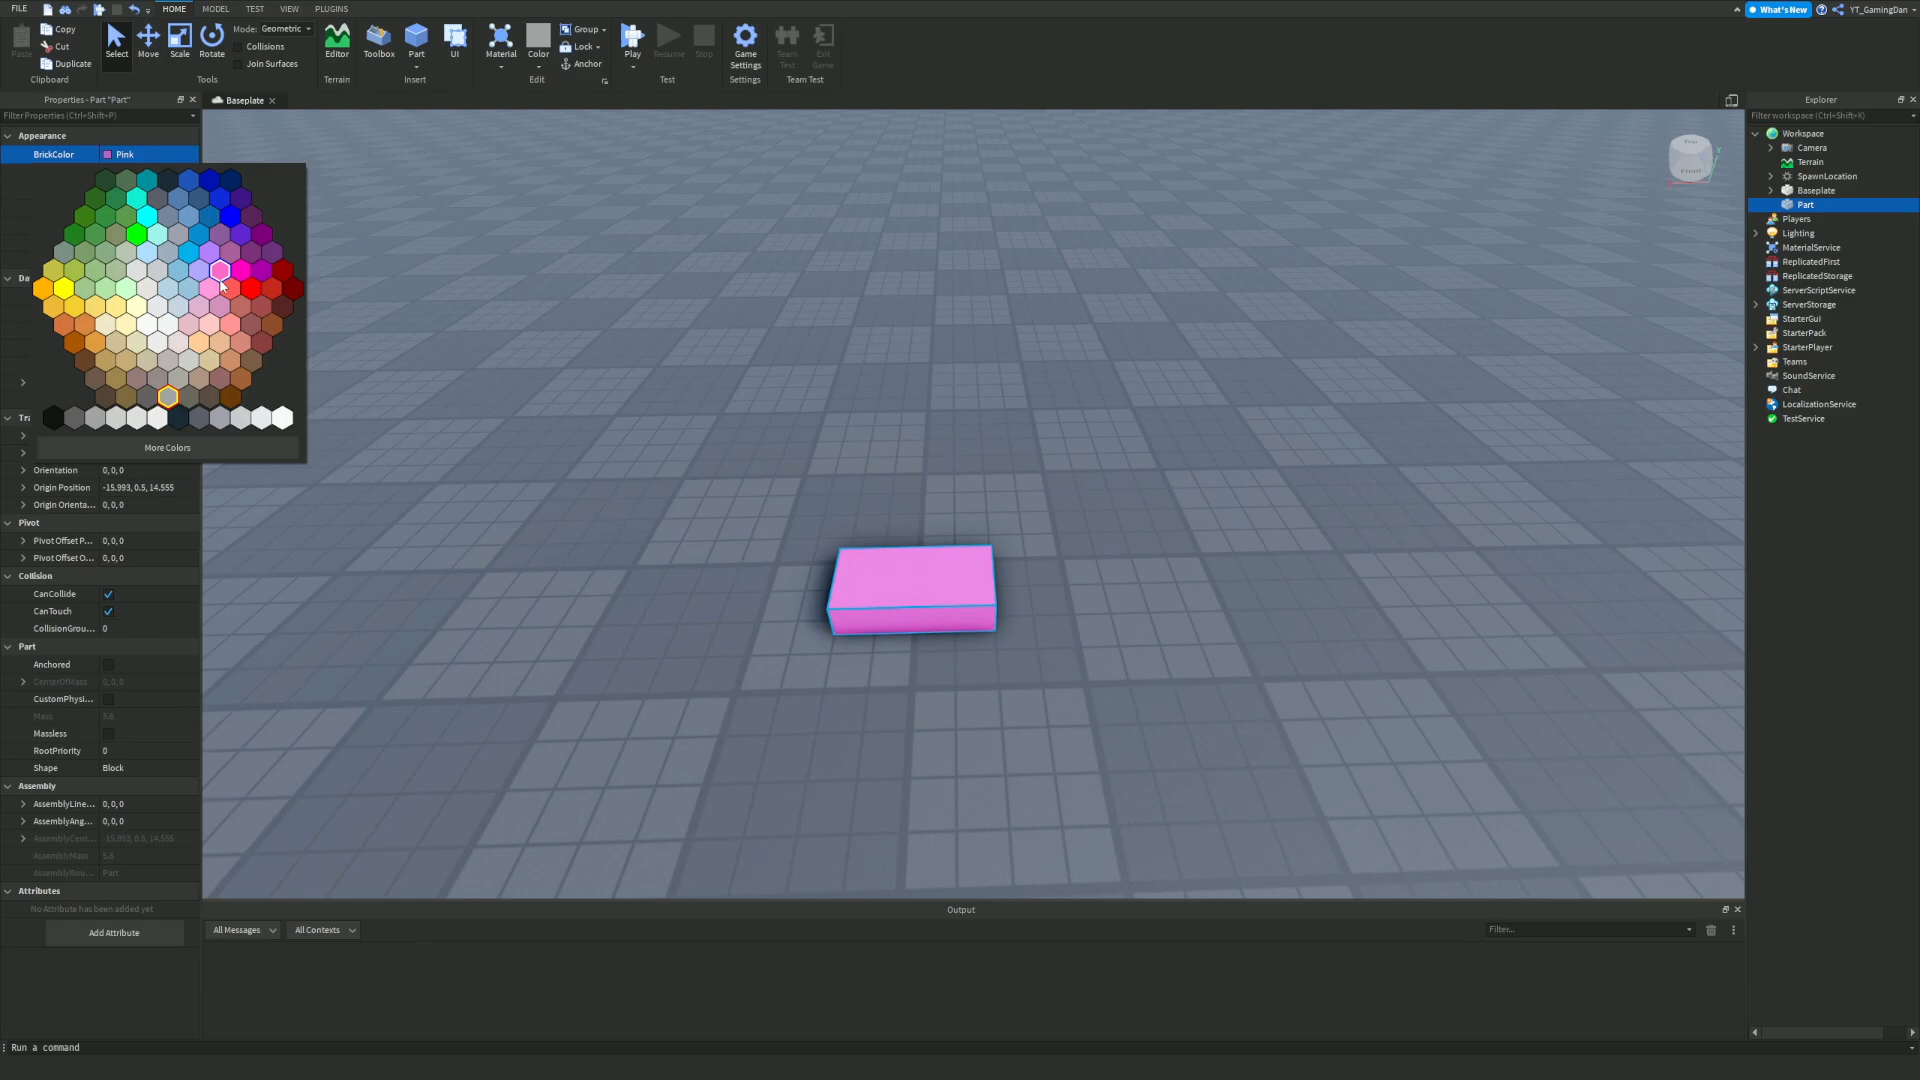 FILE
HOME
MODEL
TEST
VIEW
PLUGINS
What's New
YT_GamingDan
Paste
Copy
Cut
Duplicate
Clipboard
Select
Move
Scale
Rotate
Mode: Geometric
Collisions
Join Surfaces
Tools
Editor
Terrain
Toolbox
Part
UI
Insert
Material
Color
Group
Lock
Anchor
Edit
Play
Resume
Stop
Test
Game
Settings
Settings
Team
Test
Exit
Game
Team Test
Properties - Part "Part"
Filter Properties (Ctrl+Shift+P)
Appearance
BrickColor Pink
Da
Tra
More Colors
Orientation 0, 0, 0
Origin Position -15.993, 0.5, 14.555
Origin Orienta... 0, 0, 0
Pivot
Pivot Offset P... 0, 0, 0
Pivot Offset O... 0, 0, 0
Collision
CanCollide
CanTouch
CollisionGrou... 0
Part
Anchored
CenterOfMass 0, 0, 0
CustomPhysi...
Mass 5.6
Massless
RootPriority 0
Shape Block
Assembly
AssemblyLine... 0, 0, 0
AssemblyAng... 0, 0, 0
AssemblyCent... -15.993, 0.5, 14.555
AssemblyMass 5.6
AssemblyRoo... Part
Attributes
No Attribute has been added yet
Add Attribute
Baseplate
Top
Front
Y
Output
All Messages
All Contexts
Filter...
Run a command
Explorer
Filter workspace (Ctrl+Shift+X)
Workspace
Camera
Terrain
SpawnLocation
Baseplate
Part
Players
Lighting
MaterialService
ReplicatedFirst
ReplicatedStorage
ServerScriptService
ServerStorage
StarterGui
StarterPack
StarterPlayer
Teams
SoundService
Chat
LocalizationService
TestService